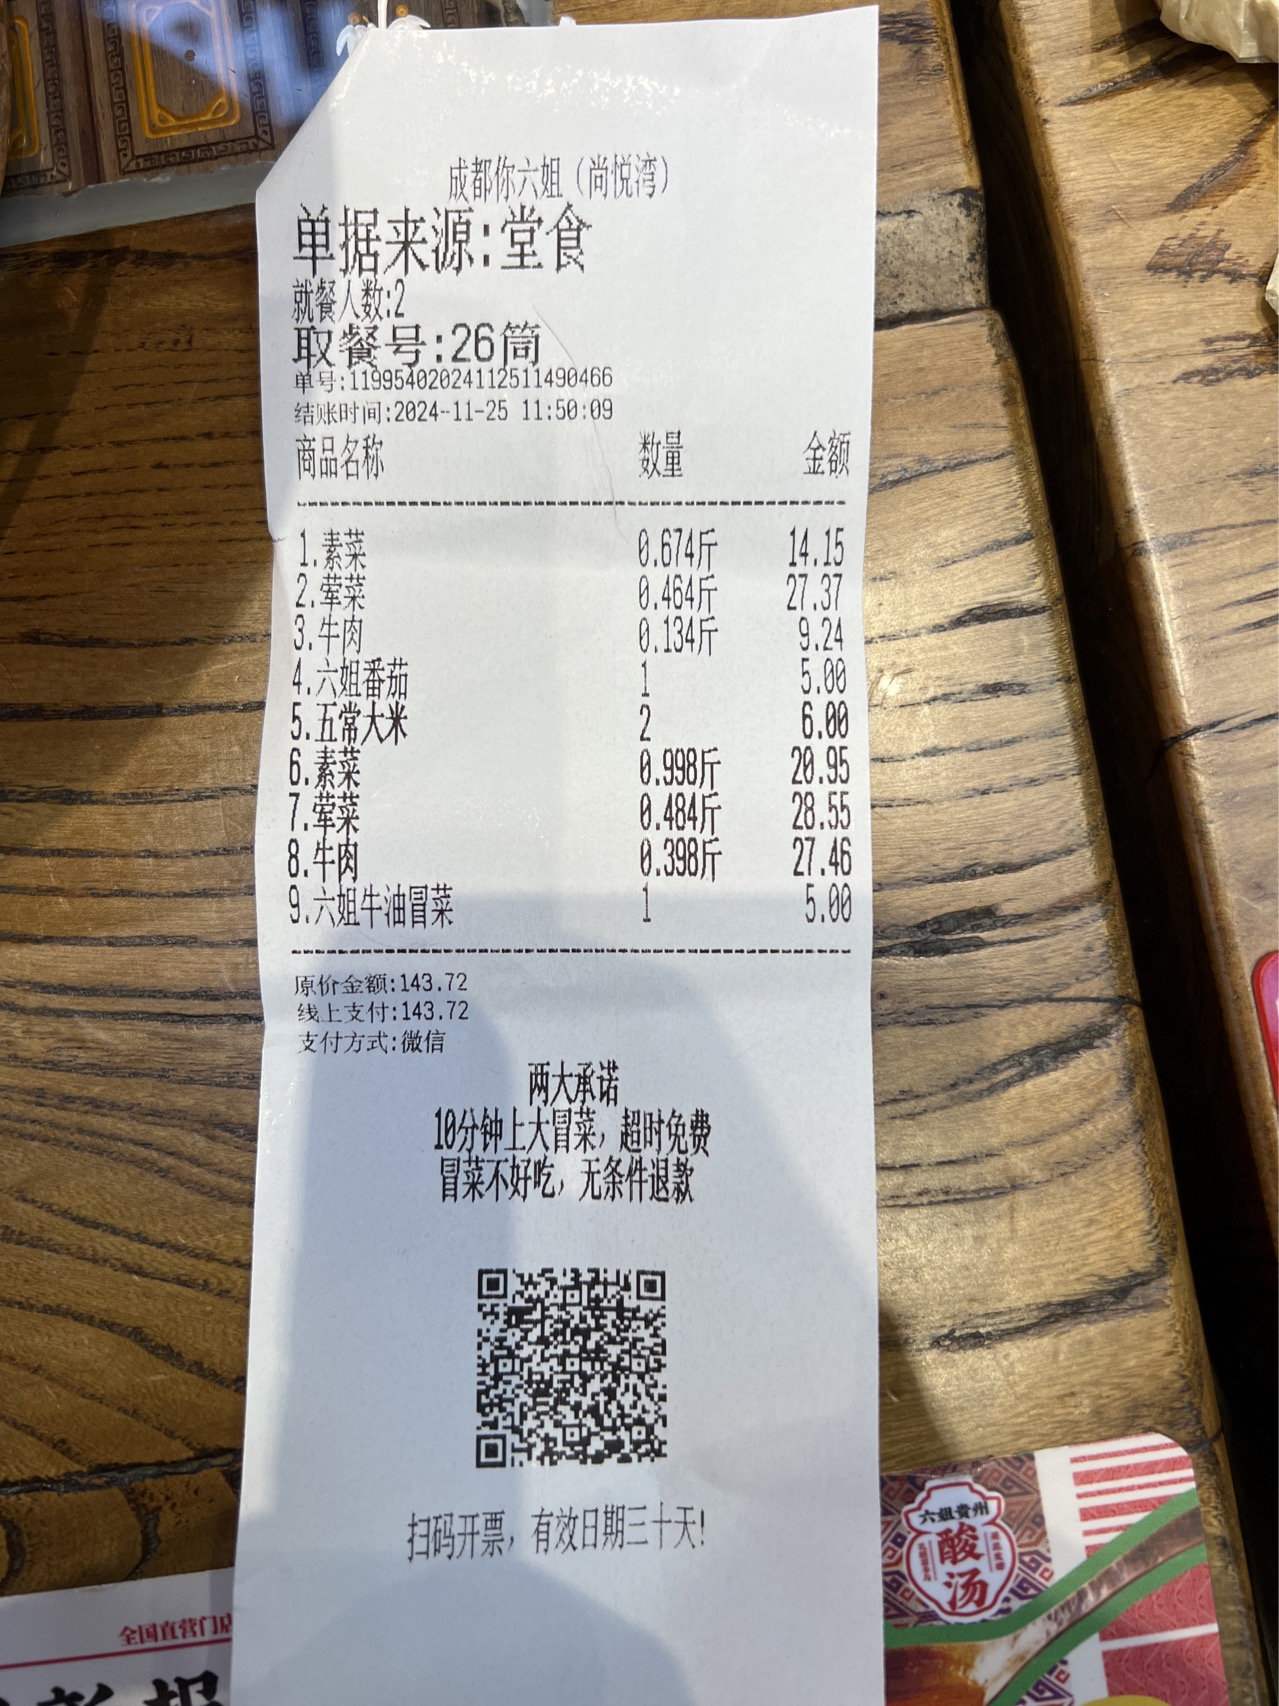 成都你六姐（尚悦湾）
单据来源:堂食
就餐人数:2
取餐号:26筒
单号:11995402024112511490466
结账时间:2024-11-25 11:50:09
商品名称 数量 金额
1.素菜 0.674斤 14.15
2.荤菜 0.464斤 27.37
3.牛肉 0.134斤 9.24
4.六姐番茄 1 5.00
5.五常大米 2 6.00
6.素菜 0.998斤 20.95
7.荤菜 0.484斤 28.55
8.牛肉 0.398斤 27.46
9.六姐牛油冒菜 1 5.00
原价金额:143.72
线上支付:143.72
支付方式:微信
两大承诺
10分钟上大冒菜，超时免费
冒菜不好吃，无条件退款
扫码开票，有效日期三十天!
六姐贵州
酸汤
全国直营门店